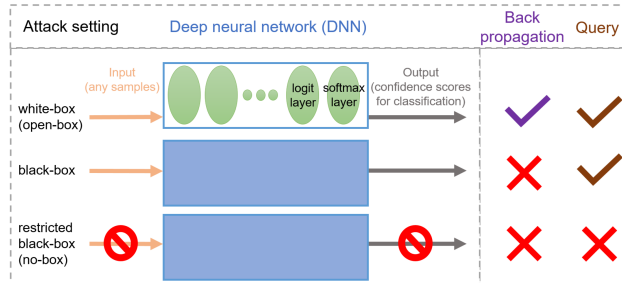 Attack setting
Deep neural network (DNN)
Back
propagation
Query
Input
(any samples)
Output
(confidence scores
for classification)
white-box
(open-box)
logit
layer
softmax
layer
black-box
restricted
black-box
(no-box)